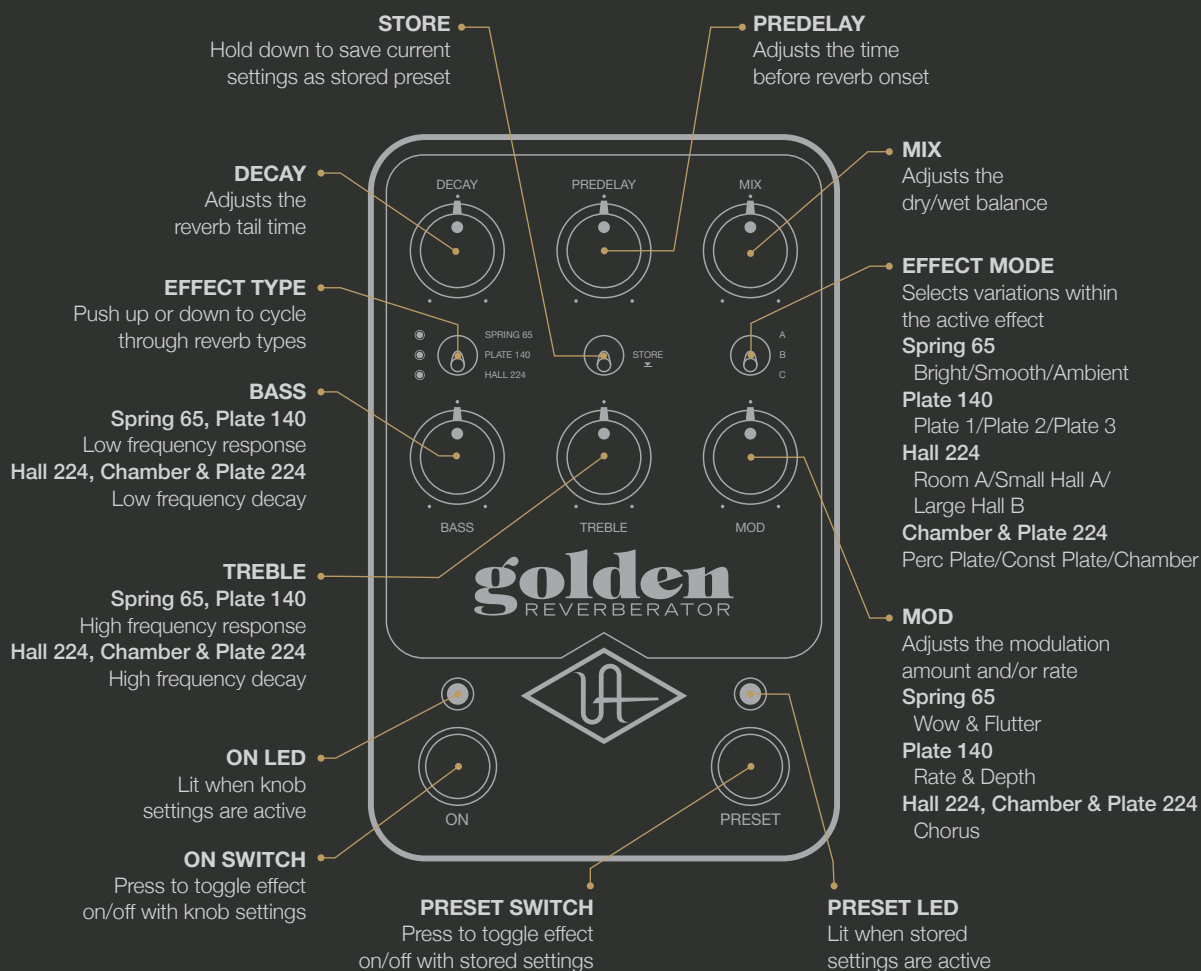 STORE
Hold down to save current
settings as stored preset
PREDELAY
Adjusts the time
before reverb onset
DECAY
Adjusts the
reverb tail time
MIX
Adjusts the
dry/wet balance
EFFECT TYPE
Push up or down to cycle
through reverb types
EFFECT MODE
Selects variations within
the active effect
Spring 65
Bright/Smooth/Ambient
Plate 140
Plate 1/Plate 2/Plate 3
Hall 224
Room A/Small Hall A/
Large Hall B
Chamber & Plate 224
Perc Plate/Const Plate/Chamber
BASS
Spring 65, Plate 140
Low frequency response
Hall 224, Chamber & Plate 224
Low frequency decay
TREBLE
Spring 65, Plate 140
High frequency response
Hall 224, Chamber & Plate 224
High frequency decay
MOD
Adjusts the modulation
amount and/or rate
Spring 65
Wow & Flutter
Plate 140
Rate & Depth
Hall 224, Chamber & Plate 224
Chorus
ON LED
Lit when knob
settings are active
ON SWITCH
Press to toggle effect
on/off with knob settings
PRESET SWITCH
Press to toggle effect
on/off with stored settings
PRESET LED
Lit when stored
settings are active
DECAY
PREDELAY
MIX
SPRING 65
PLATE 140
HALL 224
STORE
A
B
C
BASS
TREBLE
MOD
golden
REVERBERATOR
UA
ON
PRESET